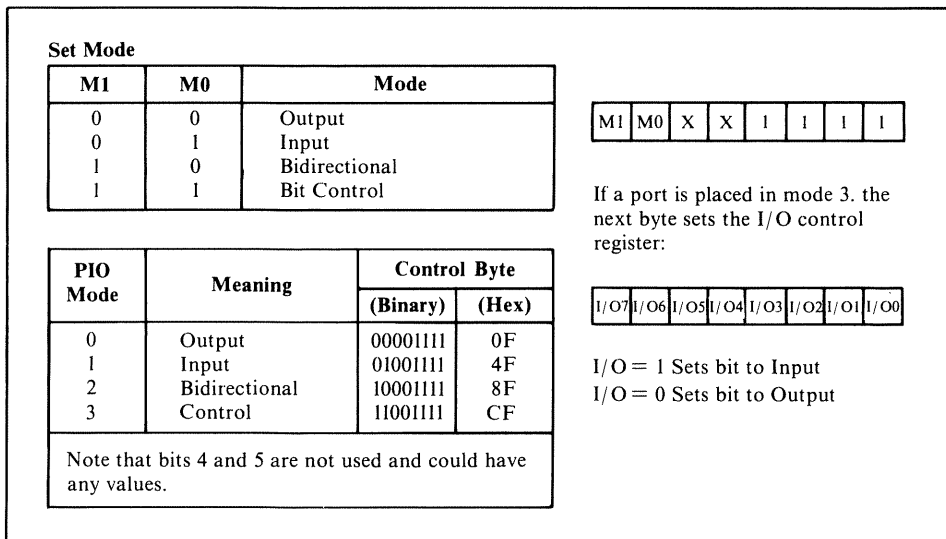 Set Mode
M1 M0 Mode
0 0 Output
0 1 Input
1 0 Bidirectional
1 1 Bit Control
M1 M0 X X 1 1 1 1
If a port is placed in mode 3. the
next byte sets the I/O control
register:
PIO Mode Meaning Control Byte
(Binary) (Hex)
0 Output 00001111 0F
1 Input 01001111 4F
2 Bidirectional 10001111 8F
3 Control 11001111 CF
Note that bits 4 and 5 are not used and could have
any values.
I/O7 I/O6 I/O5 I/O4 I/O3 I/O2 I/O1 I/O0
I/O = 1 Sets bit to Input
I/O = 0 Sets bit to Output